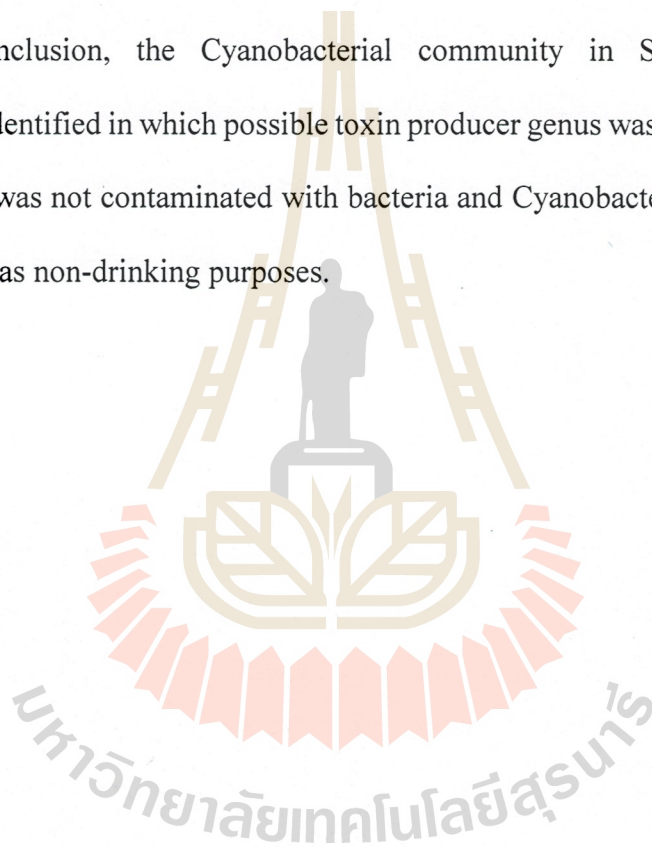 nclusion, the Cyanobacterial community in S
dentified in which possible toxin producer genus was
was not contaminated with bacteria and Cyanobacte
as non-drinking purposes.
มหาวิทยาลัยเทคโนโลยีสุรนารี